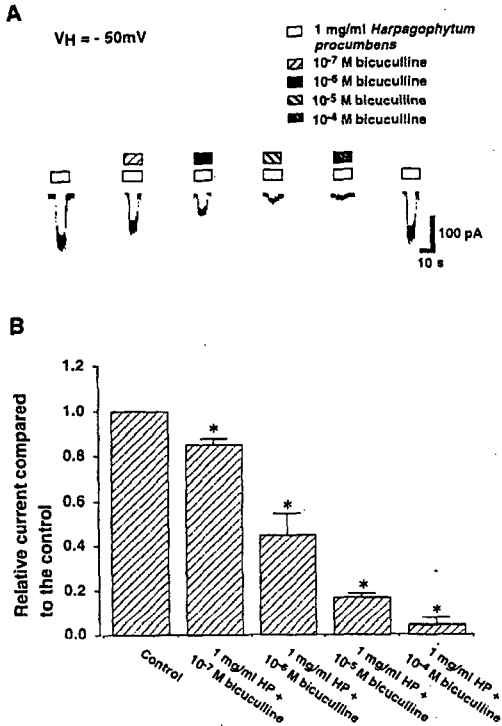 A
VH = - 50mV
1 mg/ml Harpagophytum
procumbens
10-7 M bicuculline
10-6 M bicuculline
10-5 M bicuculline
10-4 M bicuculline
100 pA
10 s
B
Relative current compared
to the control
1.2
1.0
0.8
0.6
0.4
0.2
0.0
*
*
*
*
Control
1 mg/ml HP +
10-7 M bicuculline
1 mg/ml HP +
10-6 M bicuculline
1 mg/ml HP +
10-5 M bicuculline
1 mg/ml HP +
10-4 M bicuculline